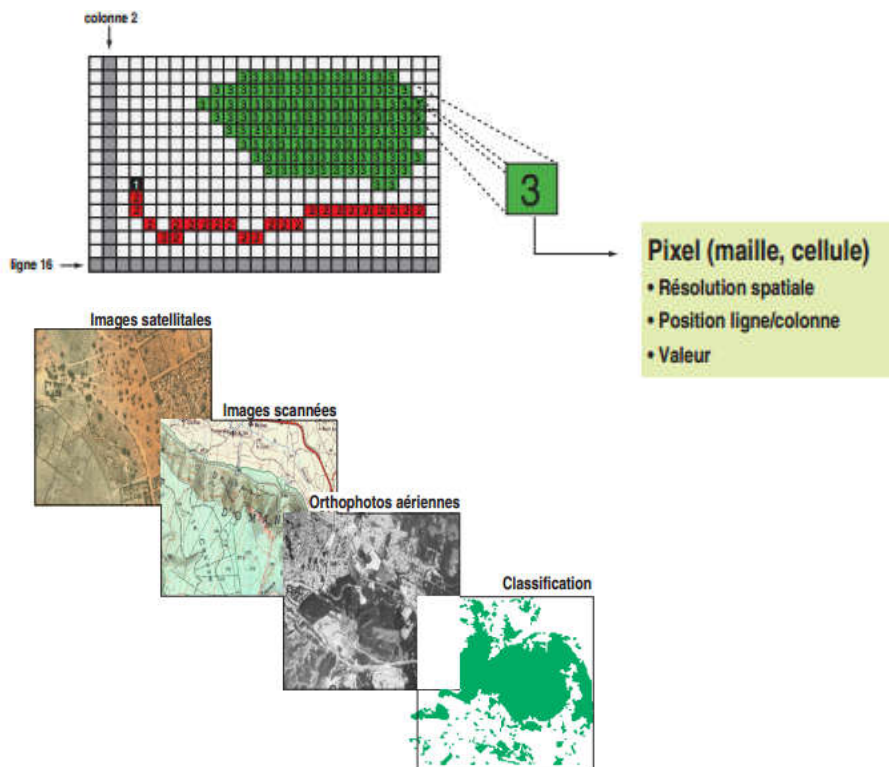 colonne 2
1
ligne 16
3
Pixel (maille, cellule)
• Résolution spatiale
• Position ligne/colonne
• Valeur
Images satellitales
Images scannées
Orthophotos aériennes
Classification